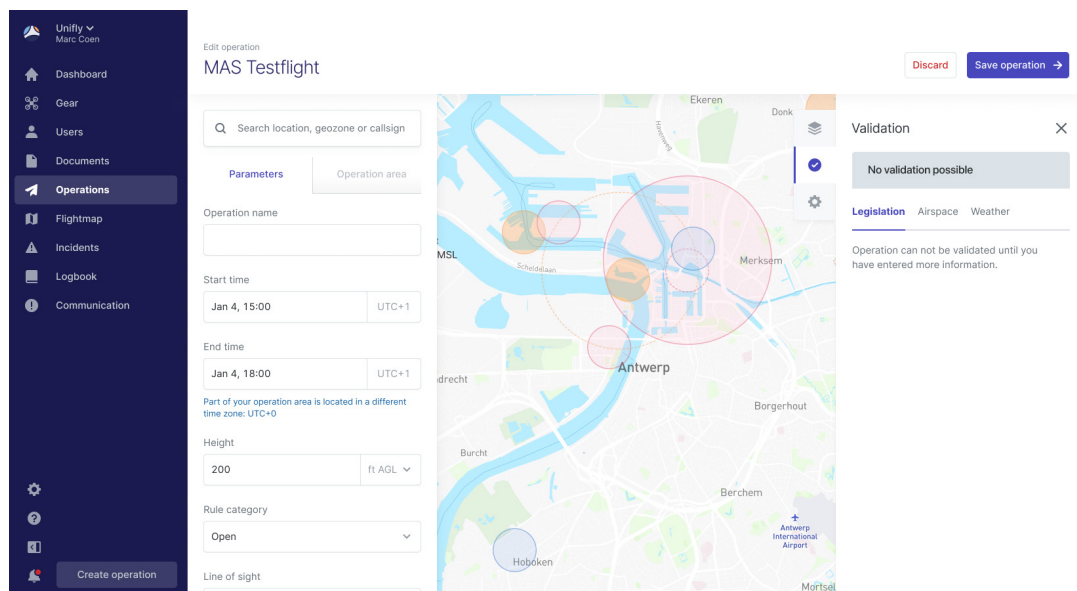 Unifly
Marc Coen
Dashboard
Gear
Users
Documents
Operations
Flightmap
Incidents
Logbook
Communication
Create operation
Edit operation
MAS Testflight
Discard
Save operation
Search location, geozone or callsign
Parameters
Operation area
Operation name
Start time
Jan 4, 15:00
UTC+1
End time
Jan 4, 18:00
UTC+1
Part of your operation area is located in a different
time zone: UTC+0
Height
200
ft AGL
Rule category
Open
Line of sight
Ekeren
Donk
Havenweg
MSL
Scheldelaan
Merksem
Antwerp
ndrecht
Borgerhout
Burcht
Berchem
Antwerp
International
Airport
Hoboken
Mortsel
Validation
No validation possible
Legislation
Airspace
Weather
Operation can not be validated until you
have entered more information.